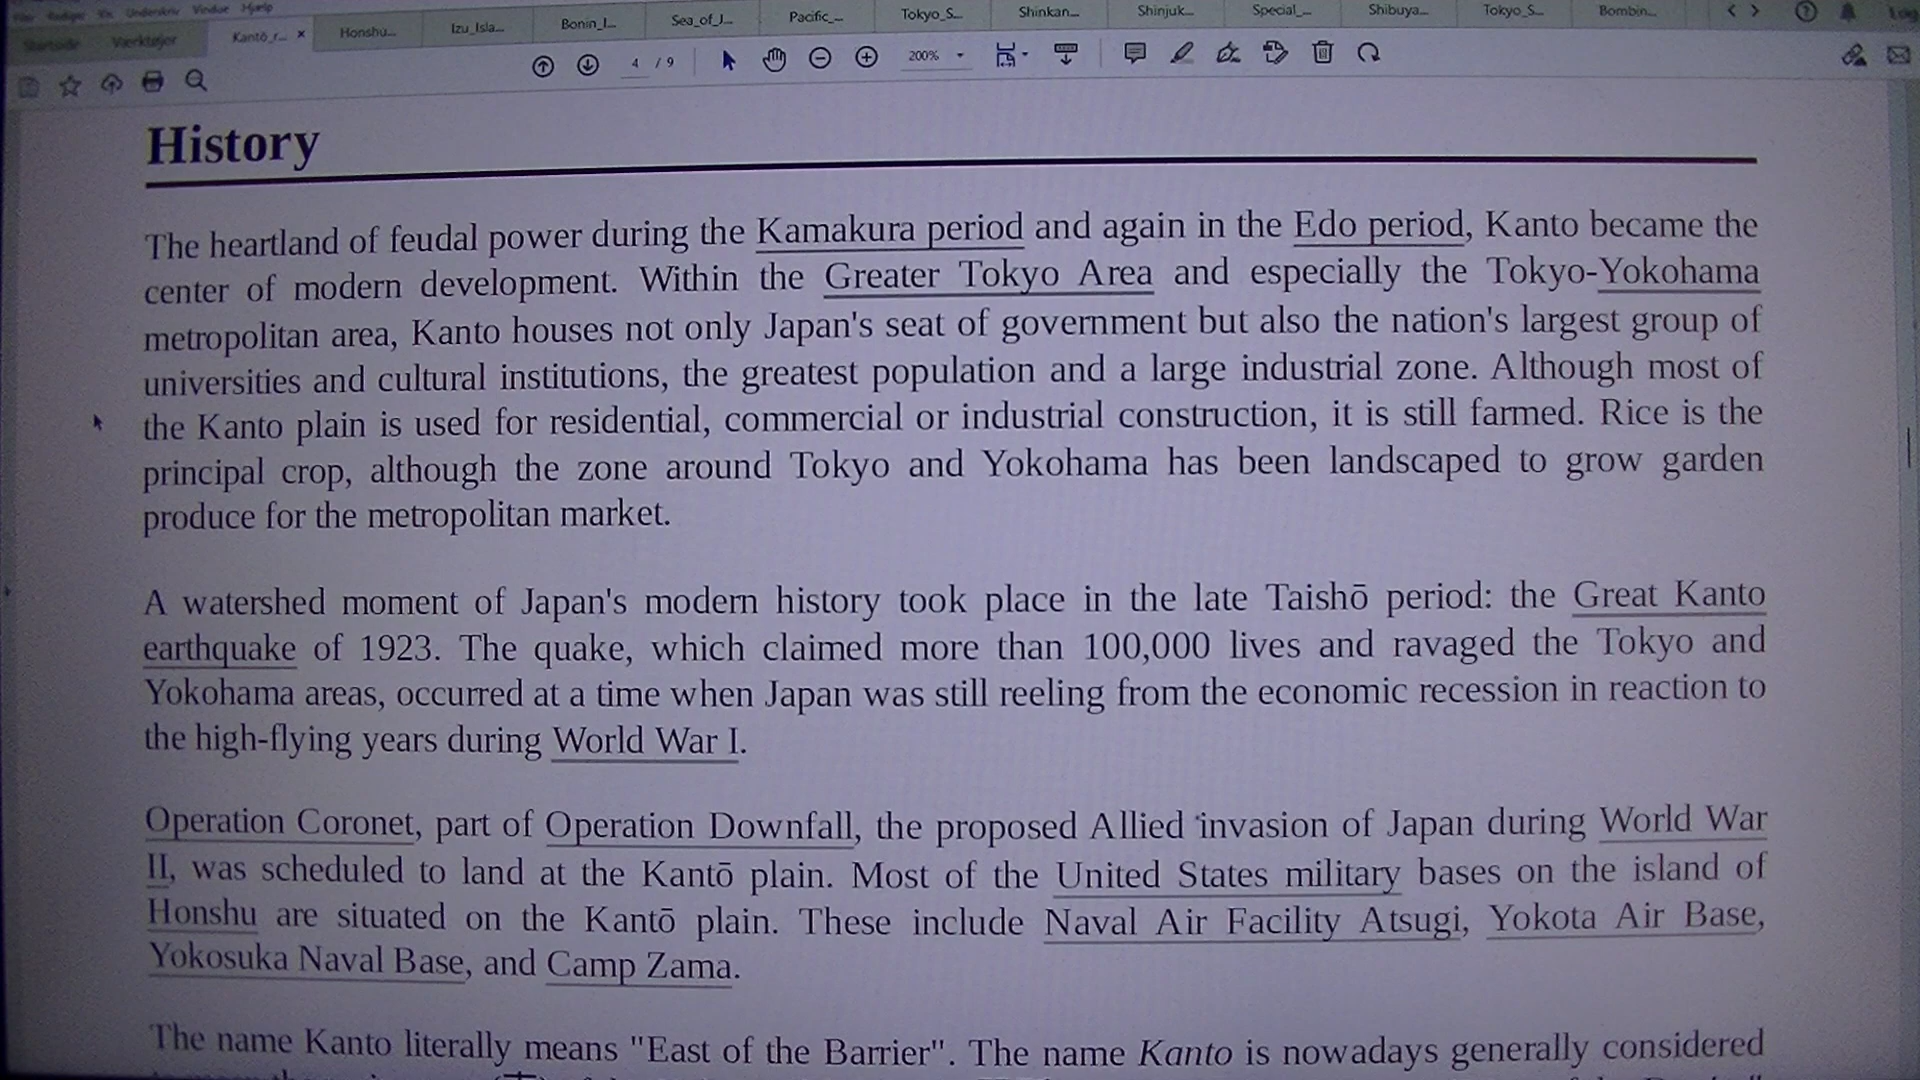 Underskriv Vindue Hjælp
Startside Værktøjer Kantō_r... × Honshu... Izu_Isla... Bonin_I... Sea_of_J... Pacific_... Tokyo_S... Shinkan... Shinjuk... Special_... Shibuya... Tokyo_S... Bombin...
4 / 9 200%
History
The heartland of feudal power during the Kamakura period and again in the Edo period, Kanto became the
center of modern development. Within the Greater Tokyo Area and especially the Tokyo-Yokohama
metropolitan area, Kanto houses not only Japan's seat of government but also the nation's largest group of
universities and cultural institutions, the greatest population and a large industrial zone. Although most of
the Kanto plain is used for residential, commercial or industrial construction, it is still farmed. Rice is the
principal crop, although the zone around Tokyo and Yokohama has been landscaped to grow garden
produce for the metropolitan market.
A watershed moment of Japan's modern history took place in the late Taishō period: the Great Kanto
earthquake of 1923. The quake, which claimed more than 100,000 lives and ravaged the Tokyo and
Yokohama areas, occurred at a time when Japan was still reeling from the economic recession in reaction to
the high-flying years during World War I.
Operation Coronet, part of Operation Downfall, the proposed Allied invasion of Japan during World War
II, was scheduled to land at the Kantō plain. Most of the United States military bases on the island of
Honshu are situated on the Kantō plain. These include Naval Air Facility Atsugi, Yokota Air Base,
Yokosuka Naval Base, and Camp Zama.
The name Kanto literally means "East of the Barrier". The name Kanto is nowadays generally considered